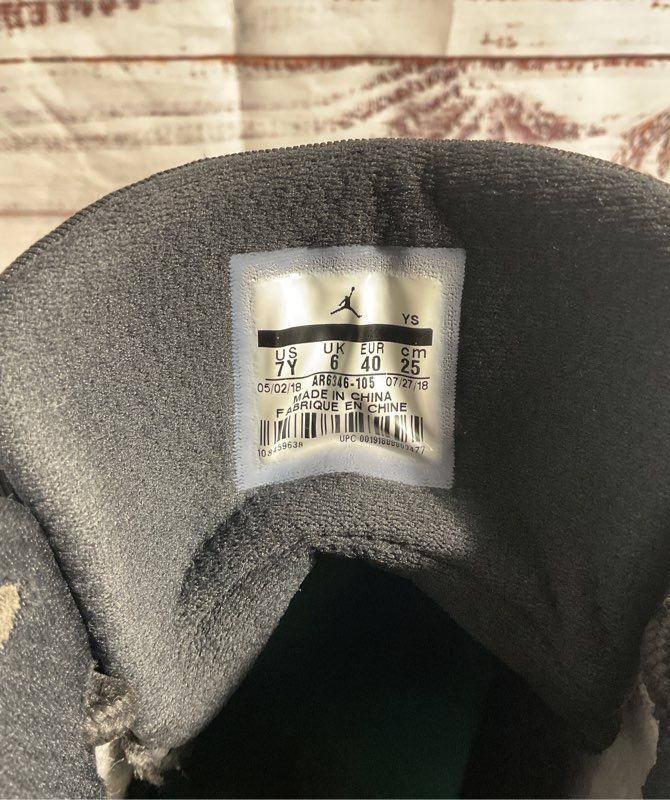 YS
US UK EUR cm
7Y 6 40 25
05/02/18 AR6346-105 07/27/18
MADE IN CHINA
FABRIQUE EN CHINE
UPC